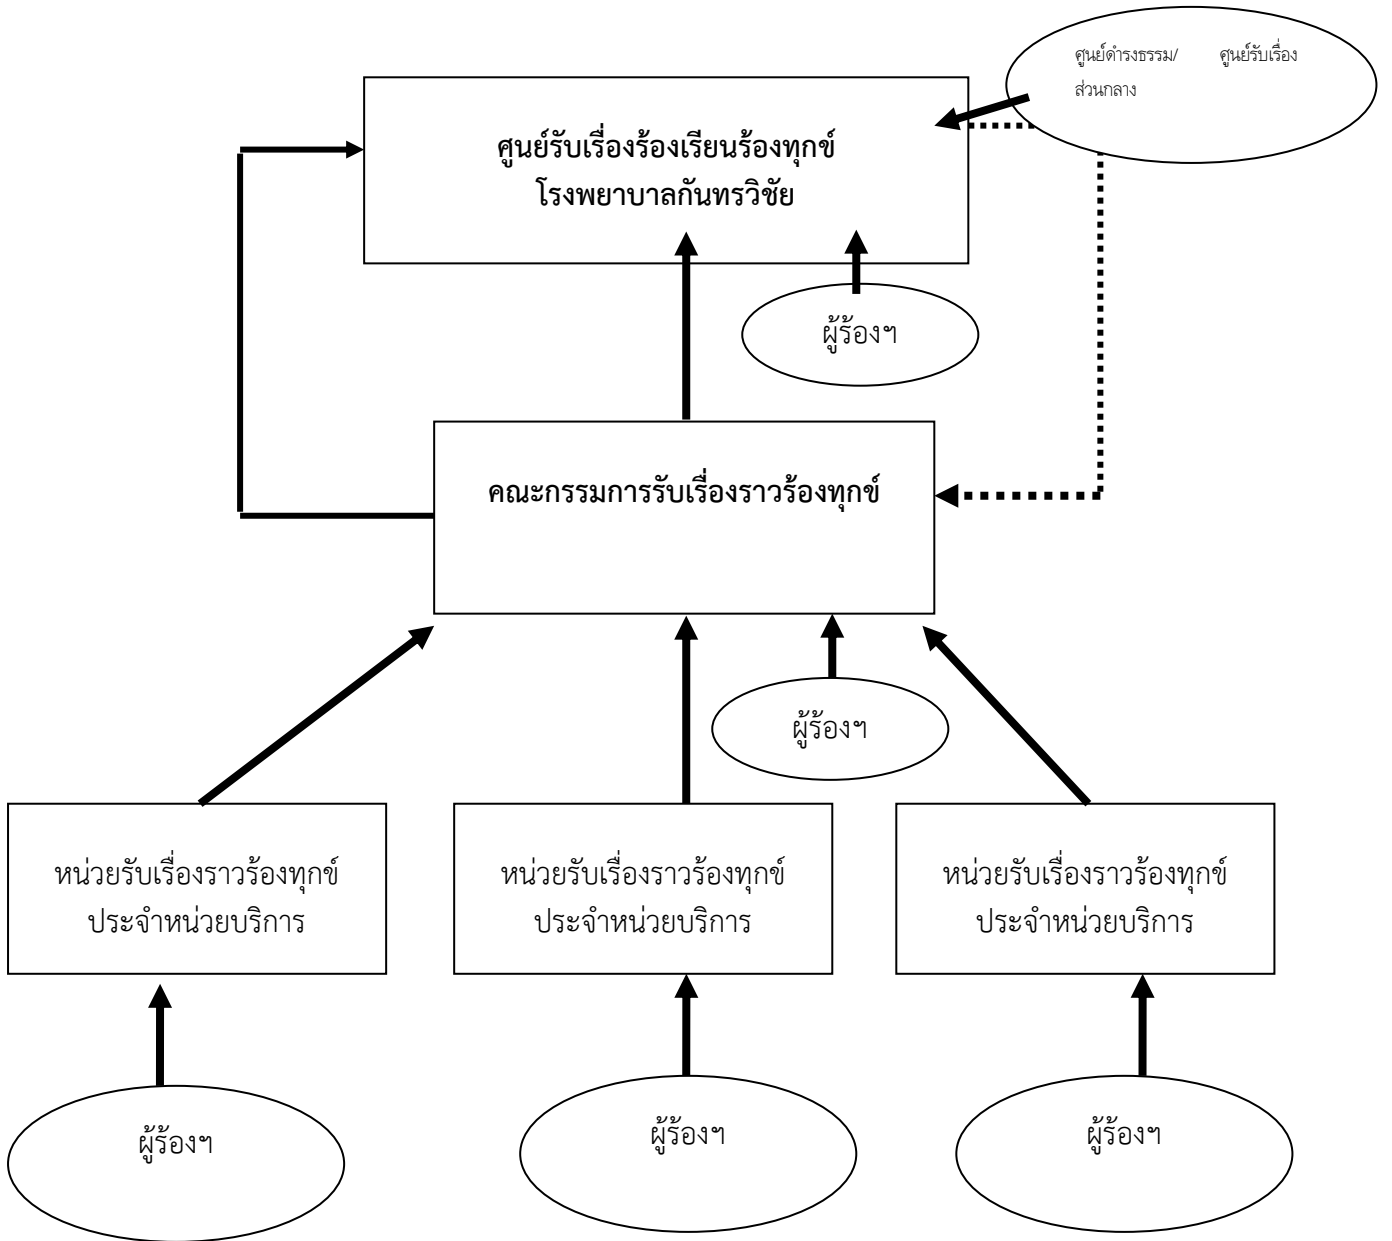 ศูนย์ดำรงธรรม/ ศูนย์รับเรื่อง
ส่วนกลาง
ศูนย์รับเรื่องร้องเรียนร้องทุกข์
โรงพยาบาลกันทรวิชัย
ผู้ร้องฯ
คณะกรรมการรับเรื่องราวร้องทุกข์
ผู้ร้องฯ
หน่วยรับเรื่องราวร้องทุกข์
ประจำหน่วยบริการ
หน่วยรับเรื่องราวร้องทุกข์
ประจำหน่วยบริการ
หน่วยรับเรื่องราวร้องทุกข์
ประจำหน่วยบริการ
ผู้ร้องฯ
ผู้ร้องฯ
ผู้ร้องฯ